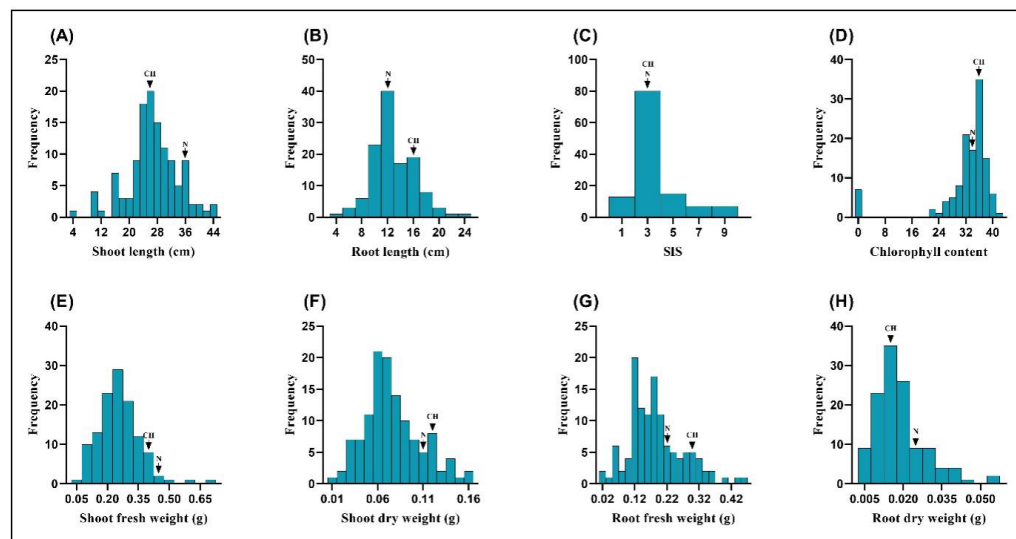 (A)
Frequency
25
20
15
10
5
0
CH
N
4 12 20 28 36 44
Shoot length (cm)
(B)
Frequency
50
40
30
20
10
0
N
CH
4 8 12 16 20 24
Root length (cm)
(C)
Frequency
100
80
60
40
20
0
CH
N
1 3 5 7 9
SIS
(D)
Frequency
40
30
20
10
0
CH
N
0 8 16 24 32 40
Chlorophyll content
(E)
Frequency
40
30
20
10
0
CH
N
0.05 0.20 0.35 0.50 0.65
Shoot fresh weight (g)
(F)
Frequency
25
20
15
10
5
0
CH
N
0.01 0.06 0.11 0.16
Shoot dry weight (g)
(G)
Frequency
25
20
15
10
5
0
N
CH
0.02 0.12 0.22 0.32 0.42
Root fresh weight (g)
(H)
Frequency
40
30
20
10
0
CH
N
0.005 0.020 0.035 0.050
Root dry weight (g)